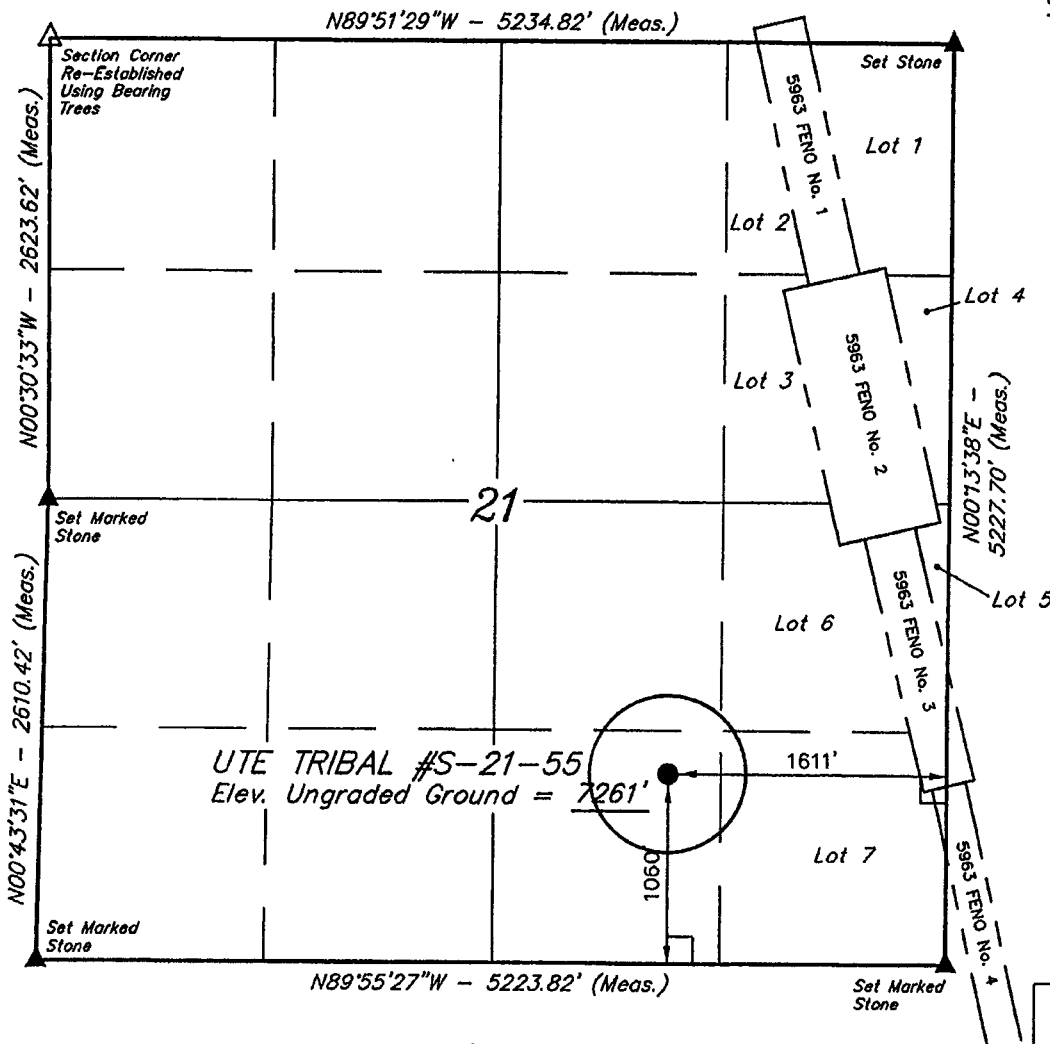 N89°51'29"W - 5234.82' (Meas.)
Section Corner
Re-Established
Using Bearing
Trees
Set Stone
5963 FENO No. 1
Lot 1
N00°30'33"W - 2623.62' (Meas.)
Lot 2
Lot 4
5963 FENO No. 2
Lot 3
N00°13'38"E -
5227.70' (Meas.)
21
Set Marked
Stone
5963 FENO No. 3
Lot 5
Lot 6
N00°43'31"E - 2610.42' (Meas.)
UTE TRIBAL #S-21-55
Elev. Ungraded Ground = 7261'
1611'
1060'
Lot 7
5963 FENO No. 4
Set Marked
Stone
N89°55'27"W - 5223.82' (Meas.)
Set Marked
Stone